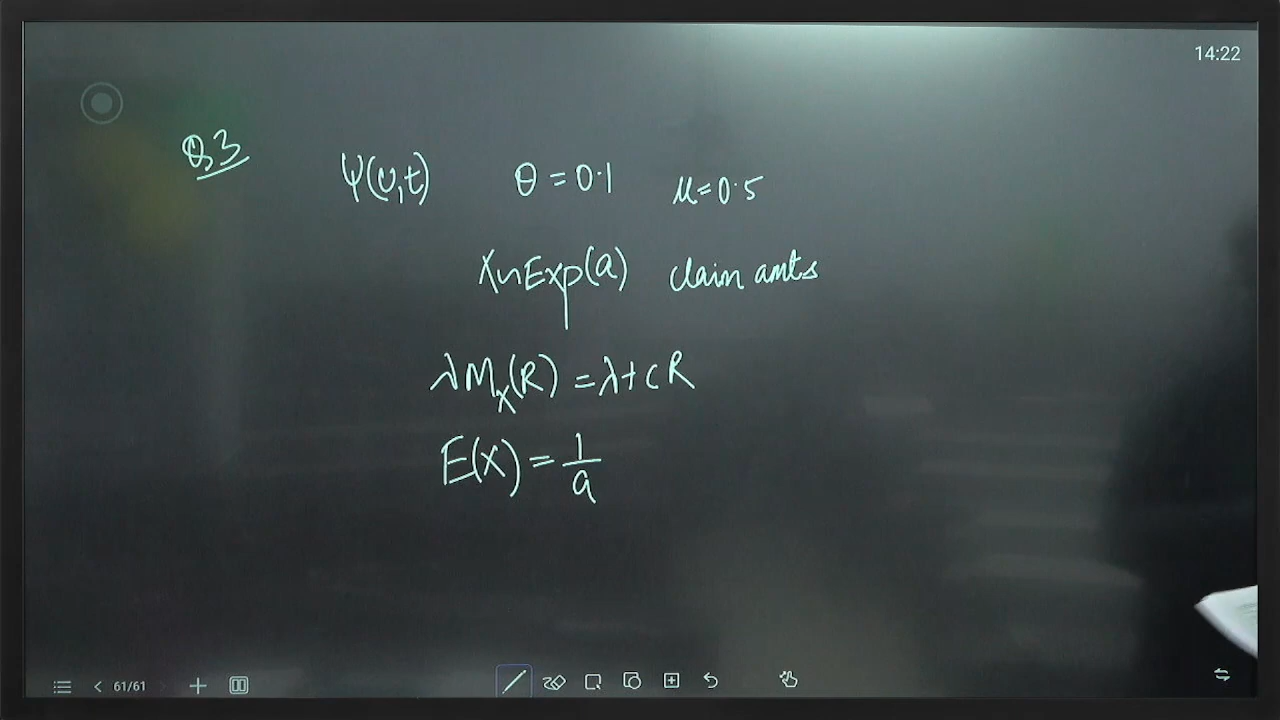 14:22
Q3
Ψ(U,t) θ = 0.1 μ = 0.5
X~Exp(a) claim amts
λM_X(R) = λ+cR
E(X) = 1/a
61/61